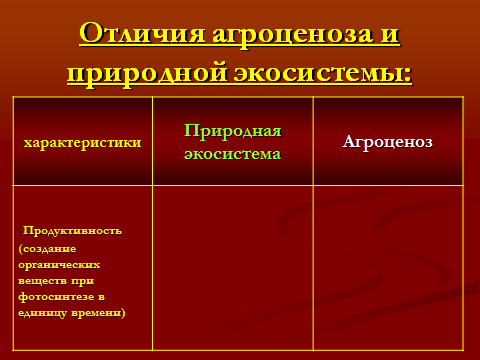 Отличия агроценоза и
природной экосистемы:
характеристики
Природная
экосистема
Агроценоз
Продуктивность
(создание
органических
веществ при
фотосинтезе в
единицу времени)